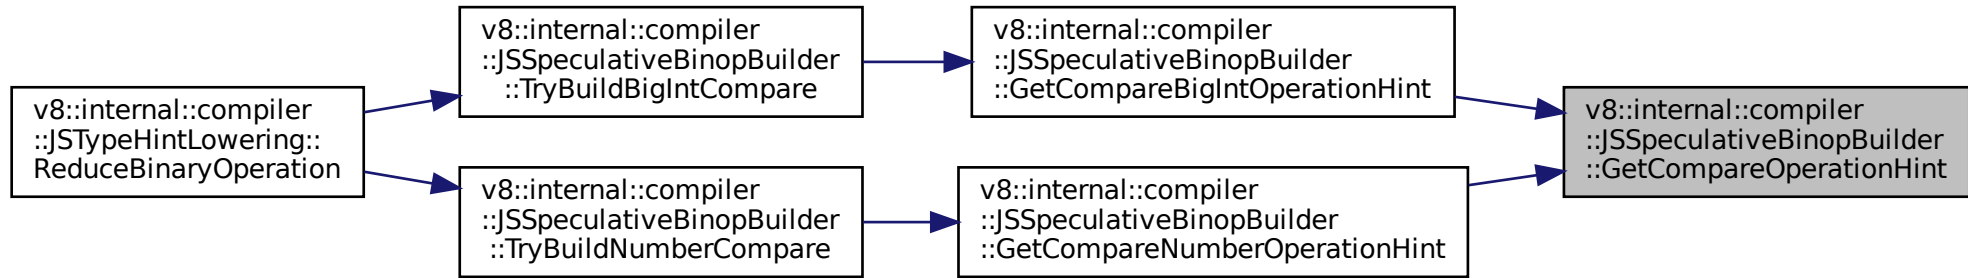 v8::internal::compiler
::JSTypeHintLowering::
ReduceBinaryOperation
v8::internal::compiler
::JSSpeculativeBinopBuilder
::TryBuildBigIntCompare
v8::internal::compiler
::JSSpeculativeBinopBuilder
::GetCompareBigIntOperationHint
v8::internal::compiler
::JSSpeculativeBinopBuilder
::TryBuildNumberCompare
v8::internal::compiler
::JSSpeculativeBinopBuilder
::GetCompareNumberOperationHint
v8::internal::compiler
::JSSpeculativeBinopBuilder
::GetCompareOperationHint